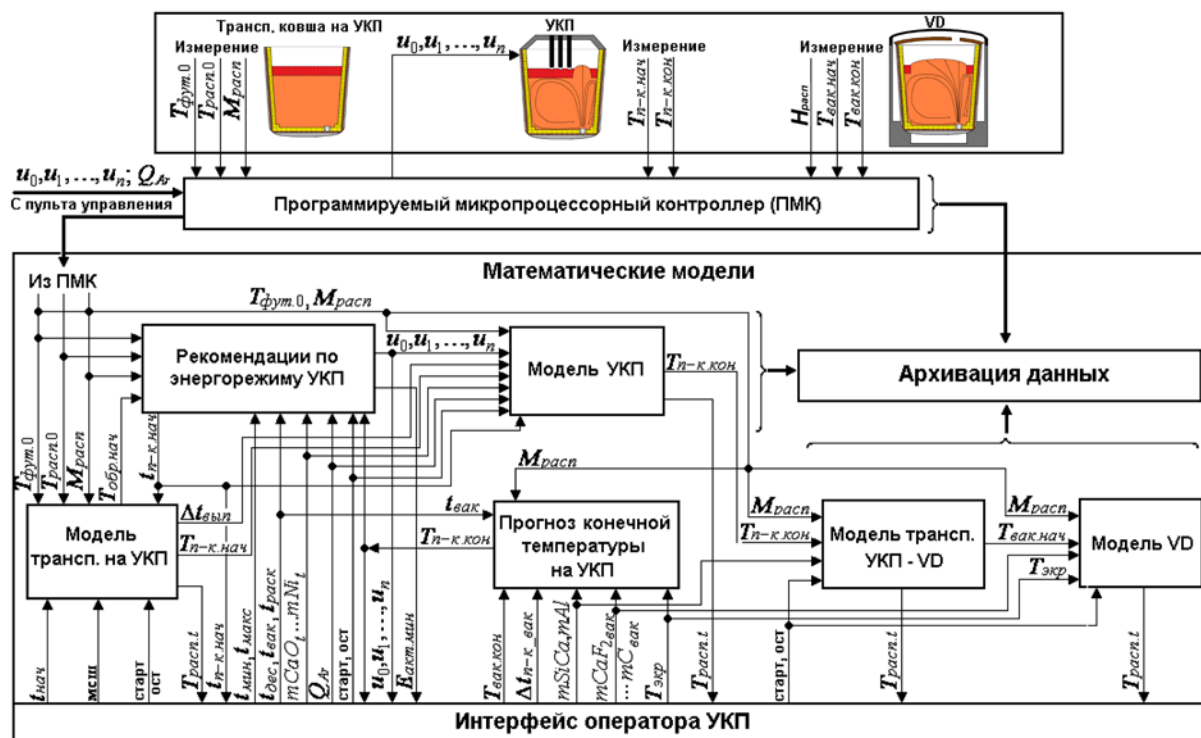 Трансп. ковша на УКП
УКП
VD
Измерение
u₀,u₁,…,uₙ
Измерение
Измерение
Tфут.0
Tрасп.0
Mрасп
Tп−к.нач
Tп−к.кон
Hрасп
Tвак.нач
Tвак.кон
u₀,u₁,…,uₙ; QAr
С пульта управления
Программируемый микропроцессорный контроллер (ПМК)
Математические модели
Из ПМК
Tфут.0, Mрасп
Рекомендации по
энергорежиму УКП
u₀,u₁,…,uₙ
Модель УКП
Tп−к.кон
Архивация данных
Tфут.0
Tрасп.0
Mрасп
Tобр.нач
tп−к.нач
Mрасп
Модель
трансп. на УКП
Δtвып
Tп−к.нач
tвак
Tп−к.кон
Прогноз конечной
температуры
на УКП
Mрасп
Tп−к.кон
Модель трансп.
УКП - VD
Mрасп
Tвак.нач
Tэкр
Модель VD
tнач
мсш
старт
ост
Tрасп.t
tп−к.нач
tмин, tмакс
tдес, tвак, tраск
mCaOt…mNit
QAr
старт, ост
u₀,u₁,…,uₙ
Eакт.мин
Tвак.кон
Δtп−к_вак
mSiCa,mAl
mCaF2вак
…mCвак
Tэкр
Tрасп.t
старт, ост
Tрасп.t
Tрасп.t
Интерфейс оператора УКП